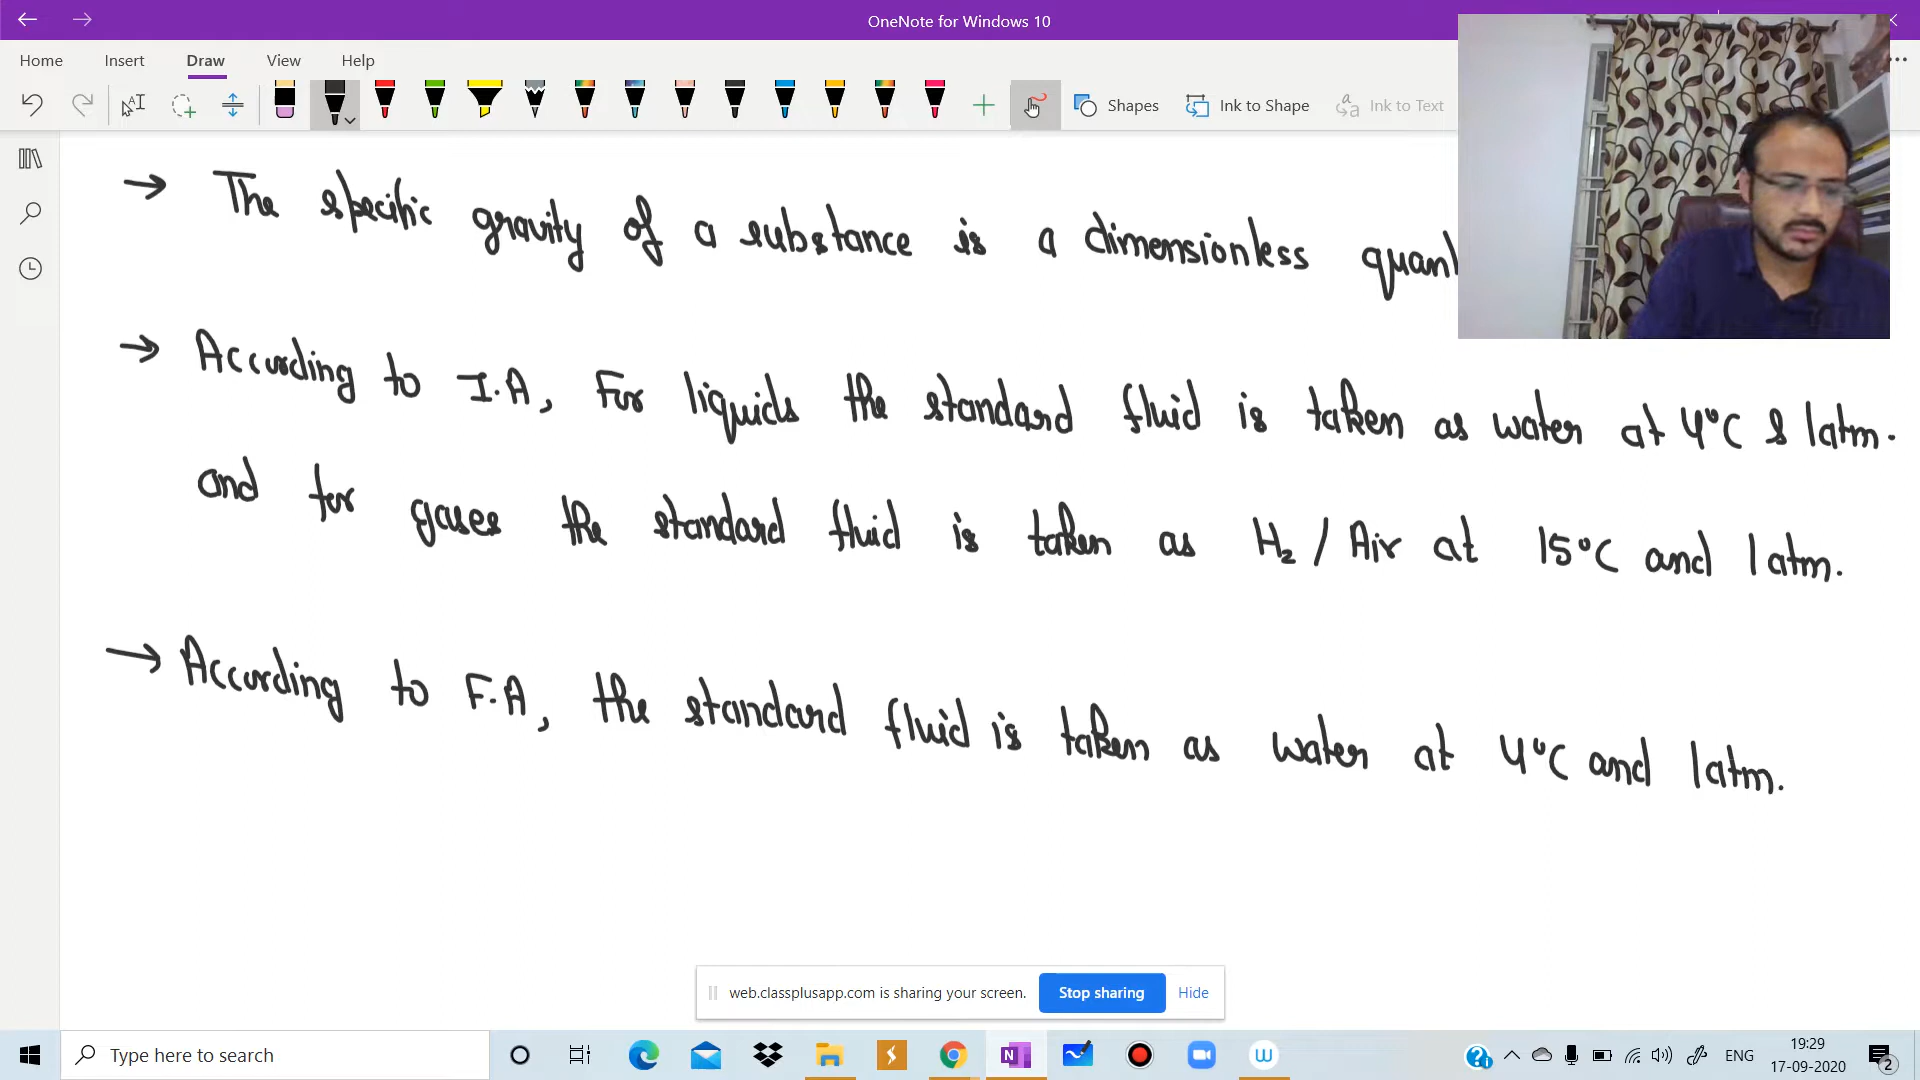 OneNote for Windows 10
Home Insert Draw View Help
Shapes Ink to Shape Ink to Text
→ The specific gravity of a substance is a dimensionless
→ According to I.A, For liquids the standard fluid is taken as water at 4°C & 1atm.
and for gases the standard fluid is taken as H₂ / Air at 15°C and 1atm.
→ According to F.A, the standard fluid is taken as water at 4°C and 1atm.
web.classplusapp.com is sharing your screen. Stop sharing Hide
Type here to search
ENG
19:29
17-09-2020
2